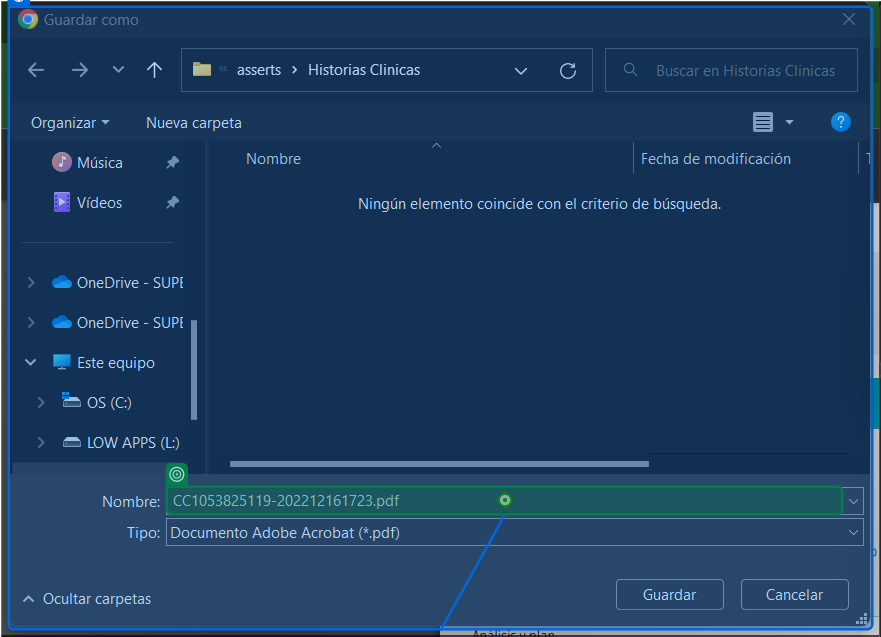 Guardar como
« asserts > Historias Clinicas
Buscar en Historias Clinicas
Organizar
Nueva carpeta
?
Nombre
Fecha de modificación
Música
Vídeos
Ningún elemento coincide con el criterio de búsqueda.
OneDrive - SUPE
OneDrive - SUPE
Este equipo
OS (C:)
LOW APPS (L:)
Nombre: CC1053825119-202212161723.pdf
Tipo: Documento Adobe Acrobat (*.pdf)
Ocultar carpetas
Guardar
Cancelar
Análisis y plan